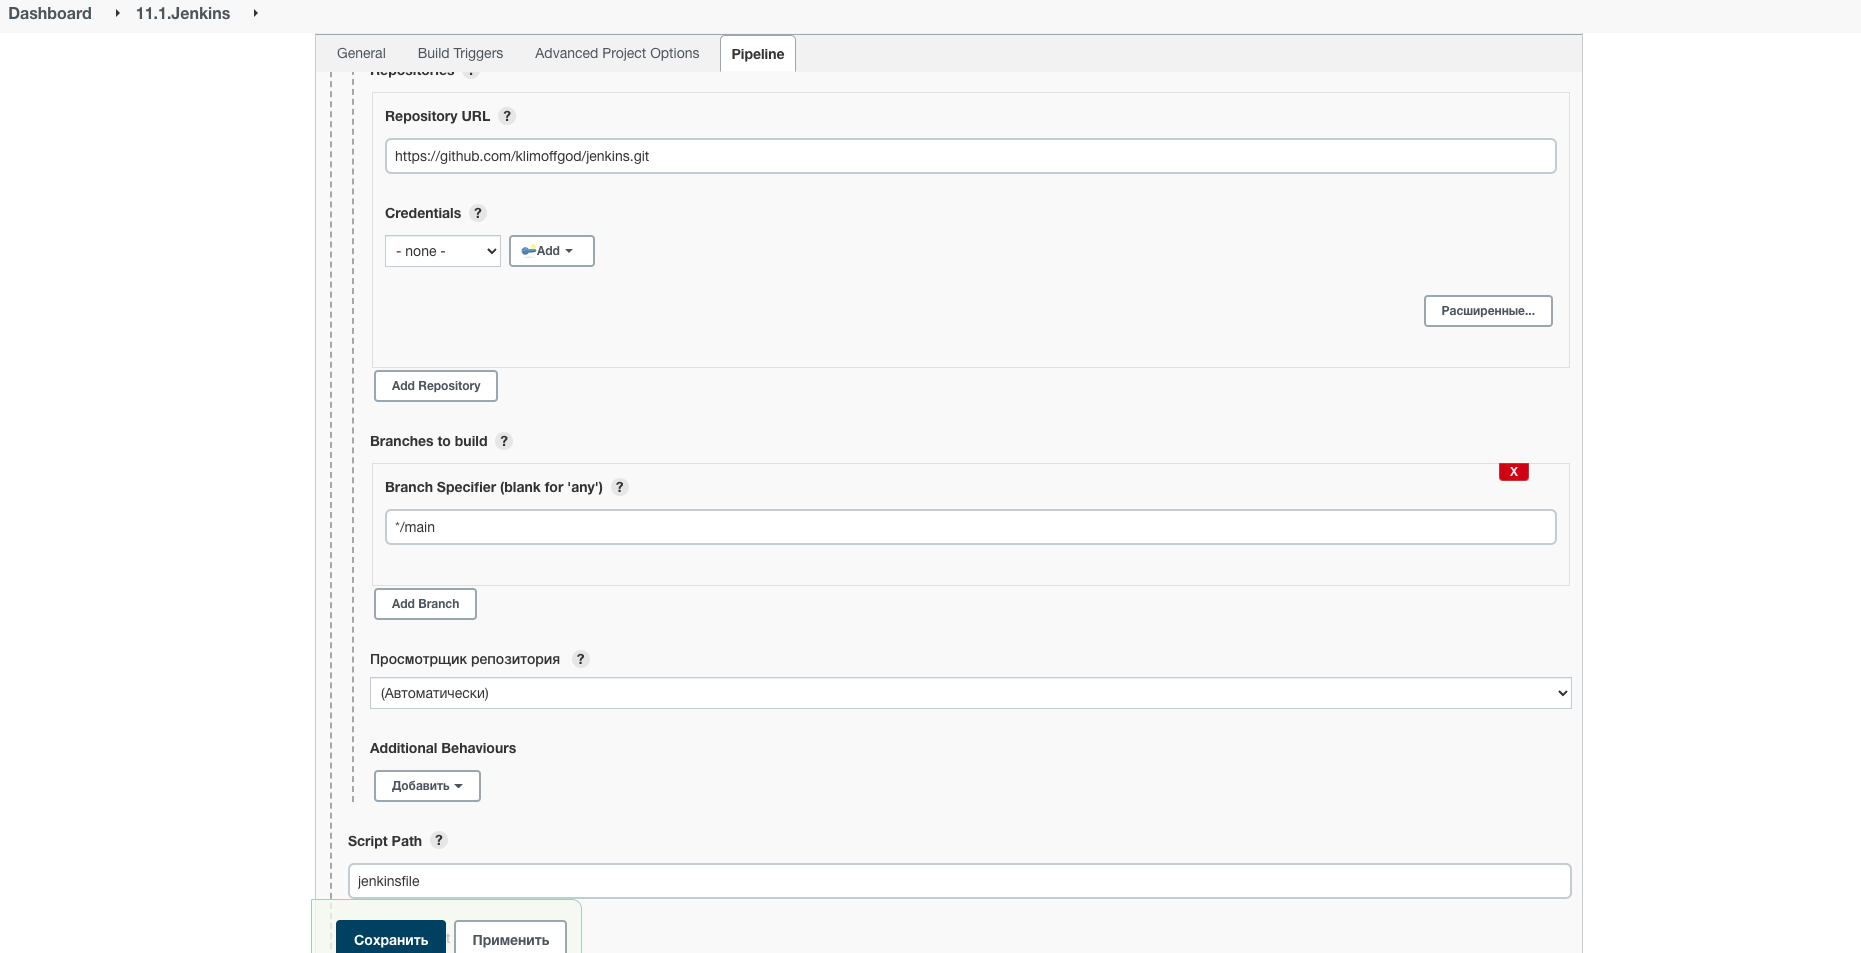 Dashboard 11.1.Jenkins
General Build Triggers Advanced Project Options Pipeline
Repositories ?
Repository URL ?
https://github.com/klimoffgod/jenkins.git
Credentials ?
- none - Add
Расширенные...
Add Repository
Branches to build ?
X
Branch Specifier (blank for 'any') ?
*/main
Add Branch
Просмотрщик репозитория ?
(Автоматически)
Additional Behaviours
Добавить
Script Path ?
jenkinsfile
Сохранить Применить